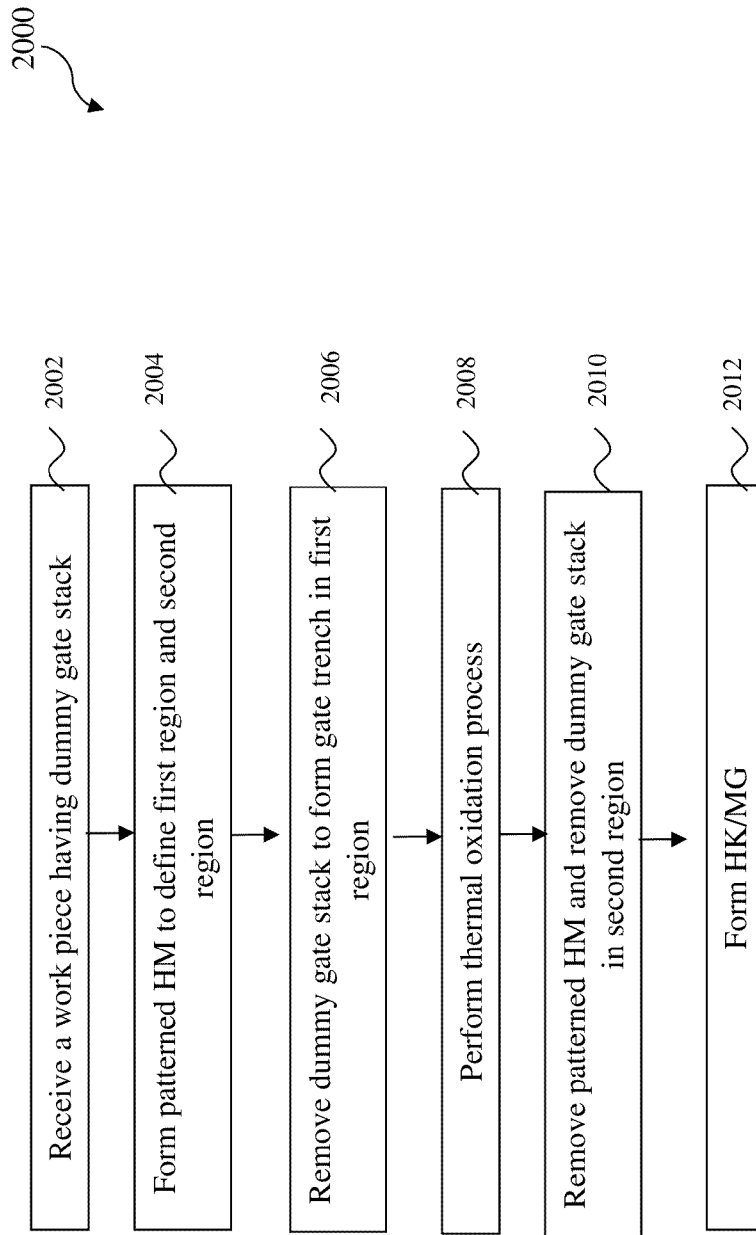 2000
Receive a work piece having dummy gate stack
2002
Form patterned HM to define first region and second
region
2004
Remove dummy gate stack to form gate trench in first
region
2006
Perform thermal oxidation process
2008
Remove patterned HM and remove dummy gate stack
in second region
2010
Form HK/MG
2012